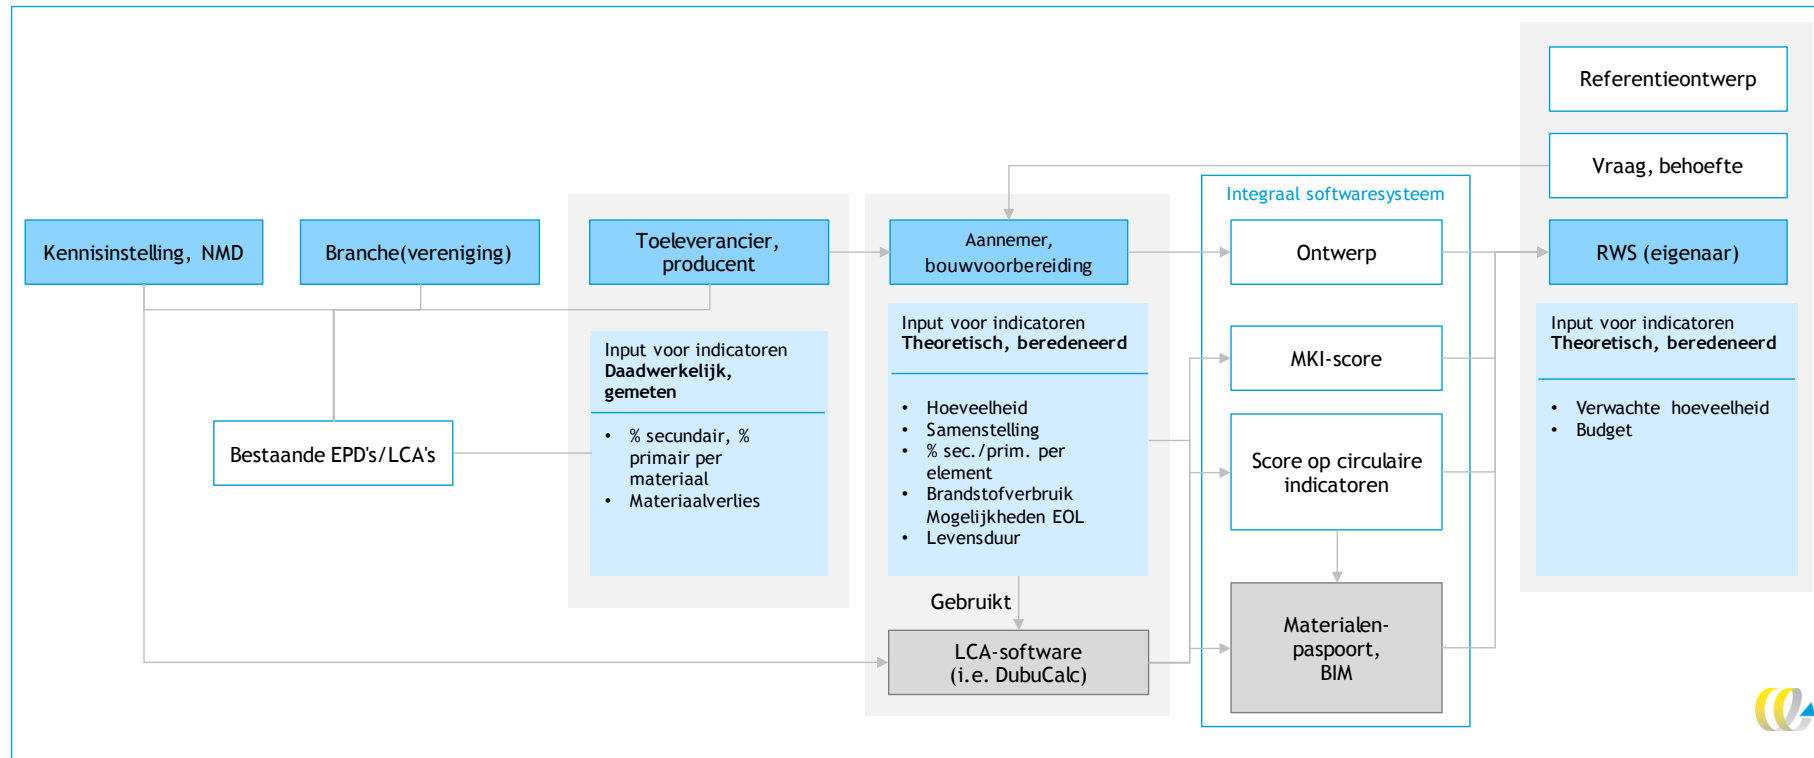 Referentieontwerp
Vraag, behoefte
Integraal softwaresysteem
Kennisinstelling, NMD
Branche(vereniging)
Toeleverancier,
producent
Aannemer,
bouwvoorbereiding
Ontwerp
RWS (eigenaar)
Input voor indicatoren
Daadwerkelijk,
gemeten
• % secundair, %
primair per
materiaal
• Materiaalverlies
Bestaande EPD's/LCA's
Input voor indicatoren
Theoretisch, beredeneerd
• Hoeveelheid
• Samenstelling
• % sec./prim. per
element
• Brandstofverbruik
Mogelijkheden EOL
• Levensduur
Gebruikt
LCA-software
(i.e. DubuCalc)
MKI-score
Score op circulaire
indicatoren
Materialen-
paspoort,
BIM
Input voor indicatoren
Theoretisch, beredeneerd
• Verwachte hoeveelheid
• Budget